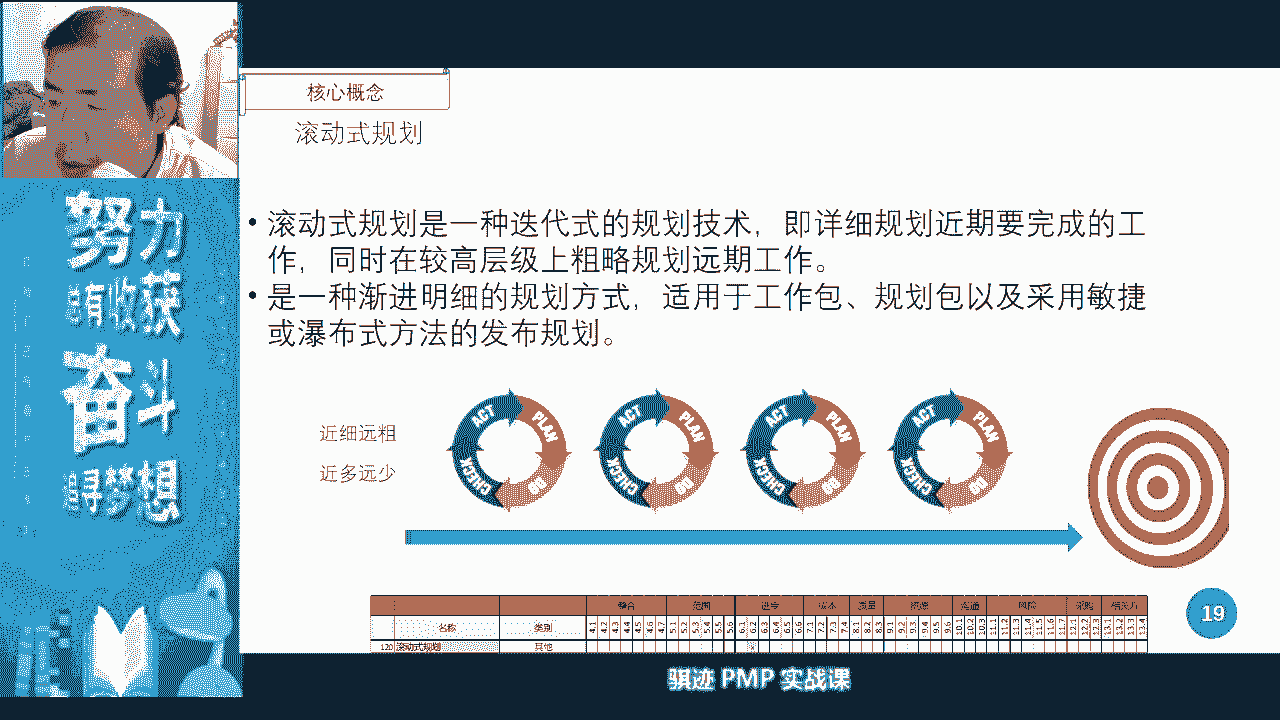 核心概念
滚动式规划
• 滚动式规划是一种迭代式的规划技术，即详细规划近期要完成的工
作，同时在较高层级上粗略规划远期工作。
• 是一种渐进明细的规划方式，适用于工作包、规划包以及采用敏捷
或瀑布式方法的发布规划。
近细远粗
近多远少
ACT PLAN DO CHECK
ACT PLAN DO CHECK
ACT PLAN DO CHECK
ACT PLAN DO CHECK
整合 范围 进度 成本 质量 资源 沟通 风险 采购 相关方
名称 类别 4.1 4.2 4.3 4.4 4.5 4.6 4.7 5.1 5.2 5.3 5.4 5.5 5.6 6.1 6.2 6.3 6.4 6.5 6.6 7.1 7.2 7.3 7.4 8.1 8.2 8.3 9.1 9.2 9.3 9.4 9.5 9.6 10.1 10.2 10.3 11.1 11.2 11.3 11.4 11.5 11.6 11.7 12.1 12.2 12.3 13.1 13.2 13.3 13.4
120 滚动式规划 其他
19
骐迹 PMP 实战课
努力
才有收获
奋斗
追寻梦想